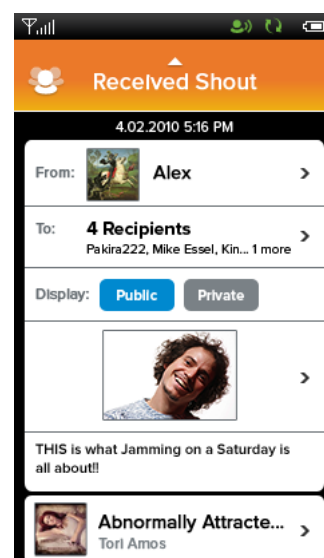 Received Shout
4.02.2010 5:16 PM
From: Alex
To: 4 Recipients
Pakira222, Mike Essel, Kin... 1 more
Display: Public Private
THIS is what Jamming on a Saturday is
all about!!
Abnormally Attracte...
Tori Amos